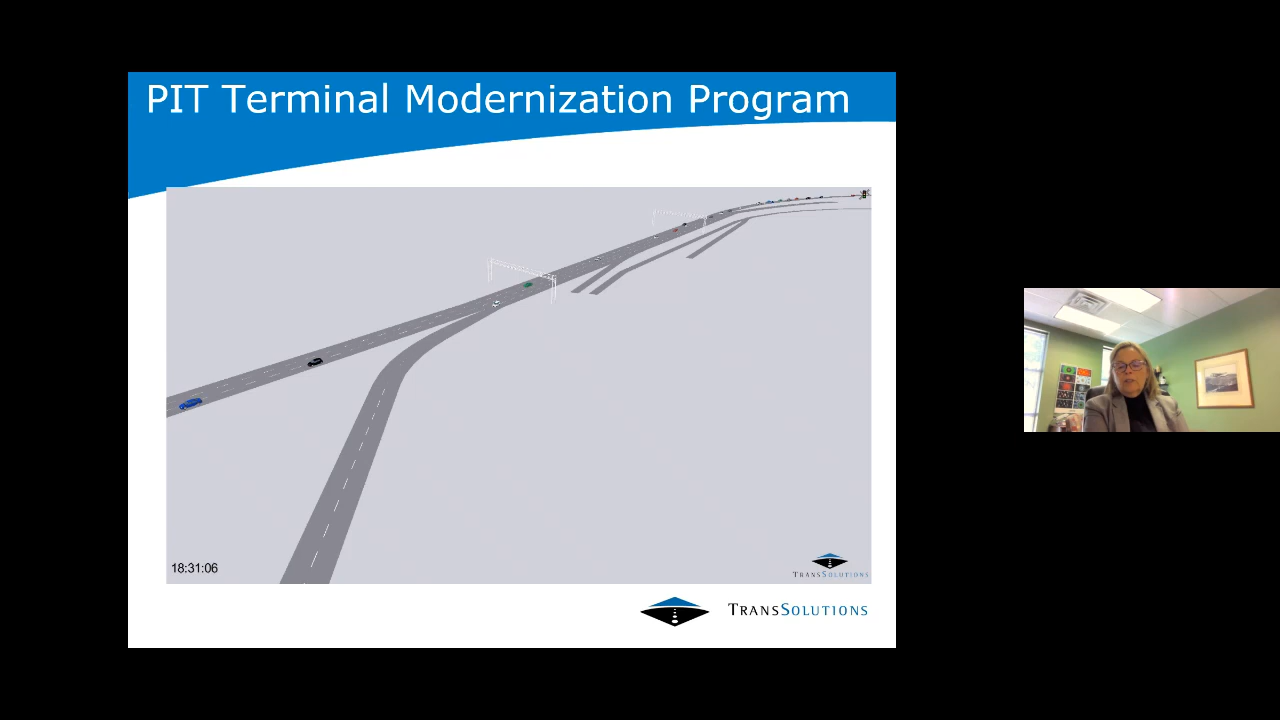 PIT Terminal Modernization Program
18:31:06
TRANSSOLUTIONS
TRANSSOLUTIONS